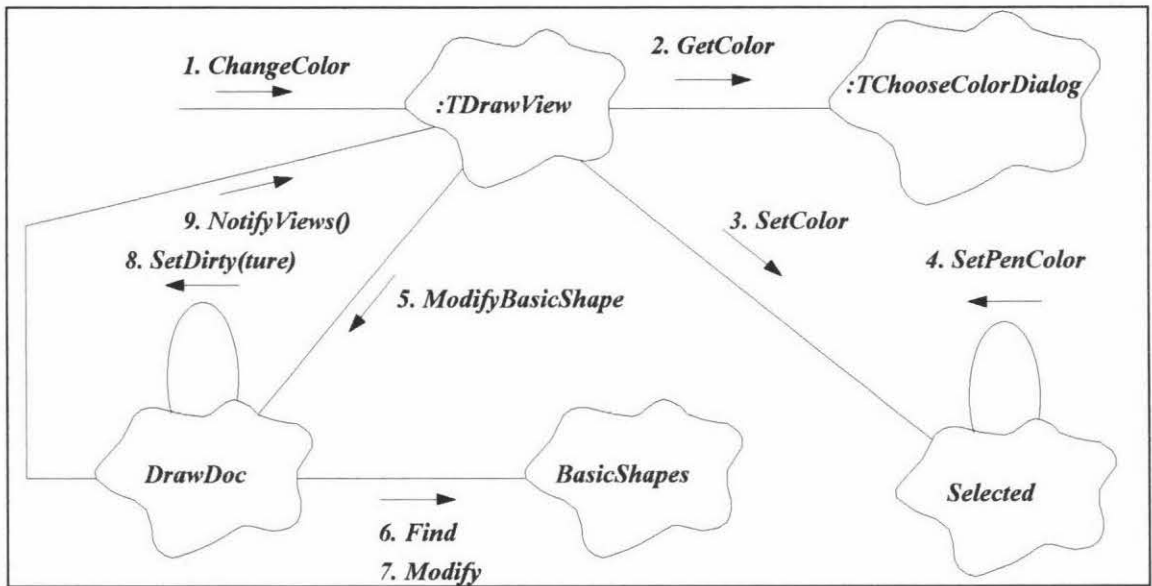 1. ChangeColor
2. GetColor
:TDrawView
:TChooseColorDialog
9. NotifyViews()
8. SetDirty(ture)
3. SetColor
4. SetPenColor
5. ModifyBasicShape
DrawDoc
BasicShapes
Selected
6. Find
7. Modify